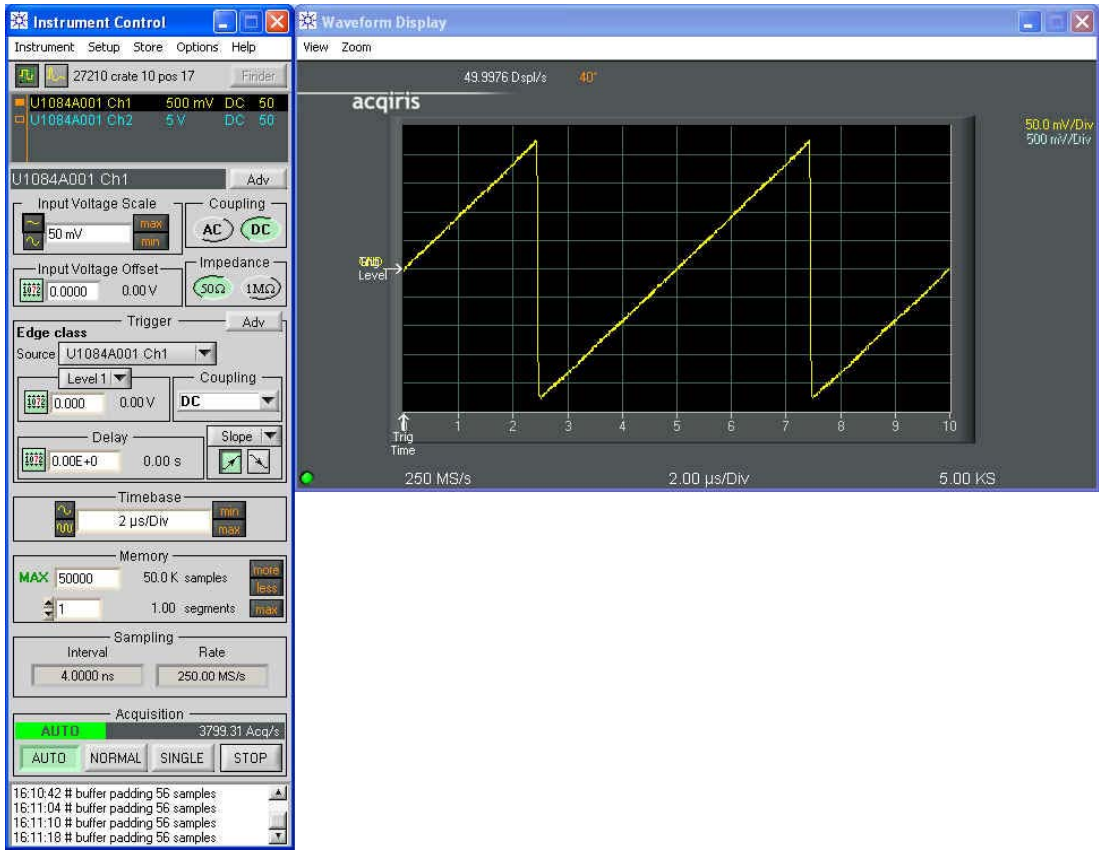 Instrument Control
Instrument Setup Store Options Help
27210 crate 10 pos 17 Finder
U1084A001 Ch1 500 mV DC 50
U1084A001 Ch2 5 V DC 50
U1084A001 Ch1 Adv
Input Voltage Scale Coupling
50 mV max min AC DC
Input Voltage Offset Impedance
0.0000 0.00 V 50Ω 1MΩ
Trigger Adv
Edge class
Source U1084A001 Ch1
Level 1 Coupling
0.000 0.00 V DC
Delay Slope
0.00E+0 0.00 s
Timebase
2 µs/Div min max
Memory
MAX 50000 50.0 K samples more less
1 1.00 segments max
Sampling
Interval Rate
4.0000 ns 250.00 MS/s
Acquisition
AUTO 3799.31 Acq/s
AUTO NORMAL SINGLE STOP
16:10:42 # buffer padding 56 samples
16:11:04 # buffer padding 56 samples
16:11:10 # buffer padding 56 samples
16:11:18 # buffer padding 56 samples
Waveform Display
View Zoom
49.9976 Dspl/s 40°
acqiris
50.0 mV/Div
500 mV/Div
Level
0 1 2 3 4 5 6 7 8 9 10
Trig
Time
250 MS/s 2.00 µs/Div 5.00 KS